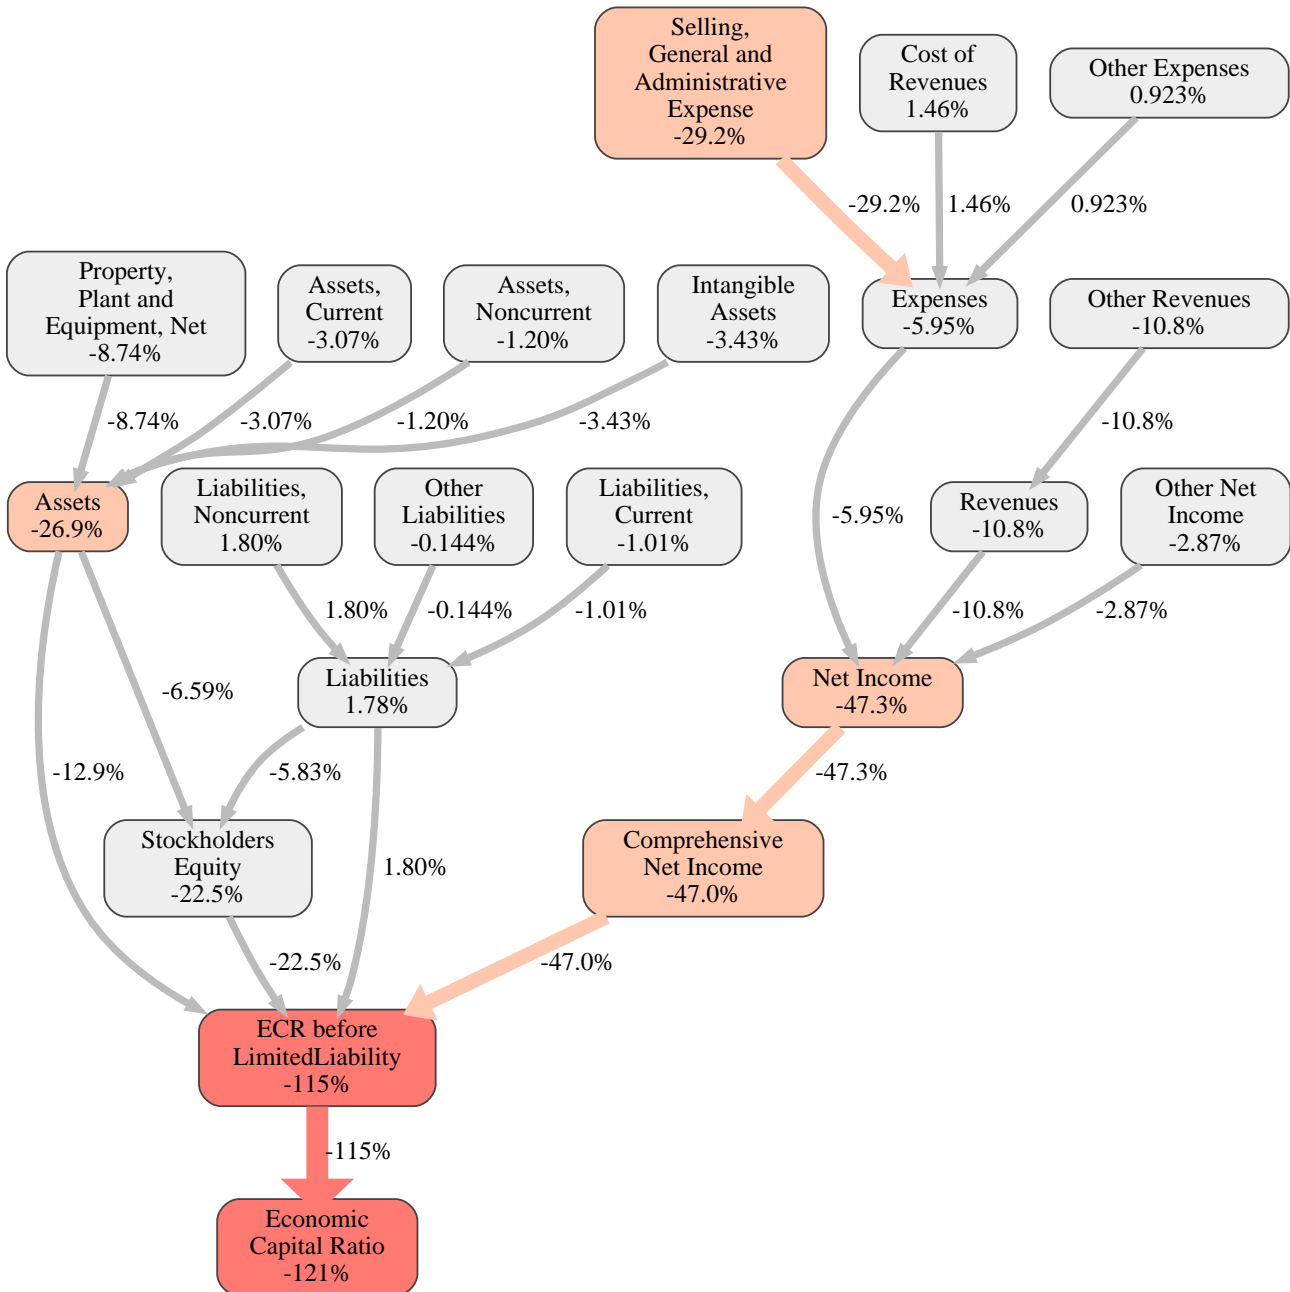 Selling,
General and
Administrative
Expense
-29.2%
Cost of
Revenues
1.46%
Other Expenses
0.923%
-29.2%
1.46%
0.923%
Property,
Plant and
Equipment, Net
-8.74%
Assets,
Current
-3.07%
Assets,
Noncurrent
-1.20%
Intangible
Assets
-3.43%
Expenses
-5.95%
Other Revenues
-10.8%
-8.74%
-3.07%
-1.20%
-3.43%
-10.8%
Assets
-26.9%
Liabilities,
Noncurrent
1.80%
Other
Liabilities
-0.144%
Liabilities,
Current
-1.01%
-5.95%
Revenues
-10.8%
Other Net
Income
-2.87%
1.80%
-0.144%
-1.01%
-10.8%
-2.87%
-6.59%
Liabilities
1.78%
Net Income
-47.3%
-12.9%
-5.83%
-47.3%
Stockholders
Equity
-22.5%
1.80%
Comprehensive
Net Income
-47.0%
-22.5%
-47.0%
ECR before
LimitedLiability
-115%
-115%
Economic
Capital Ratio
-121%